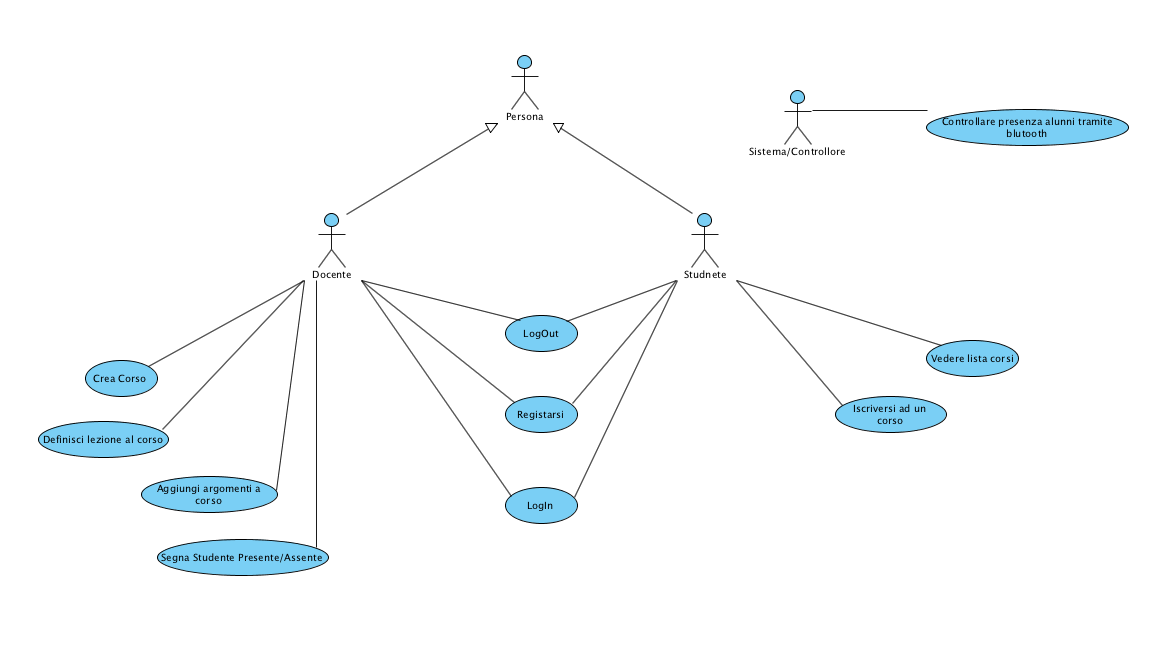 Persona
Controllare presenza alunni tramite
blutooth
Sistema/Controllore
Docente
Studnete
LogOut
Vedere lista corsi
Crea Corso
Registarsi
Iscriversi ad un
corso
Definisci lezione al corso
Aggiungi argomenti a
corso
LogIn
Segna Studente Presente/Assente